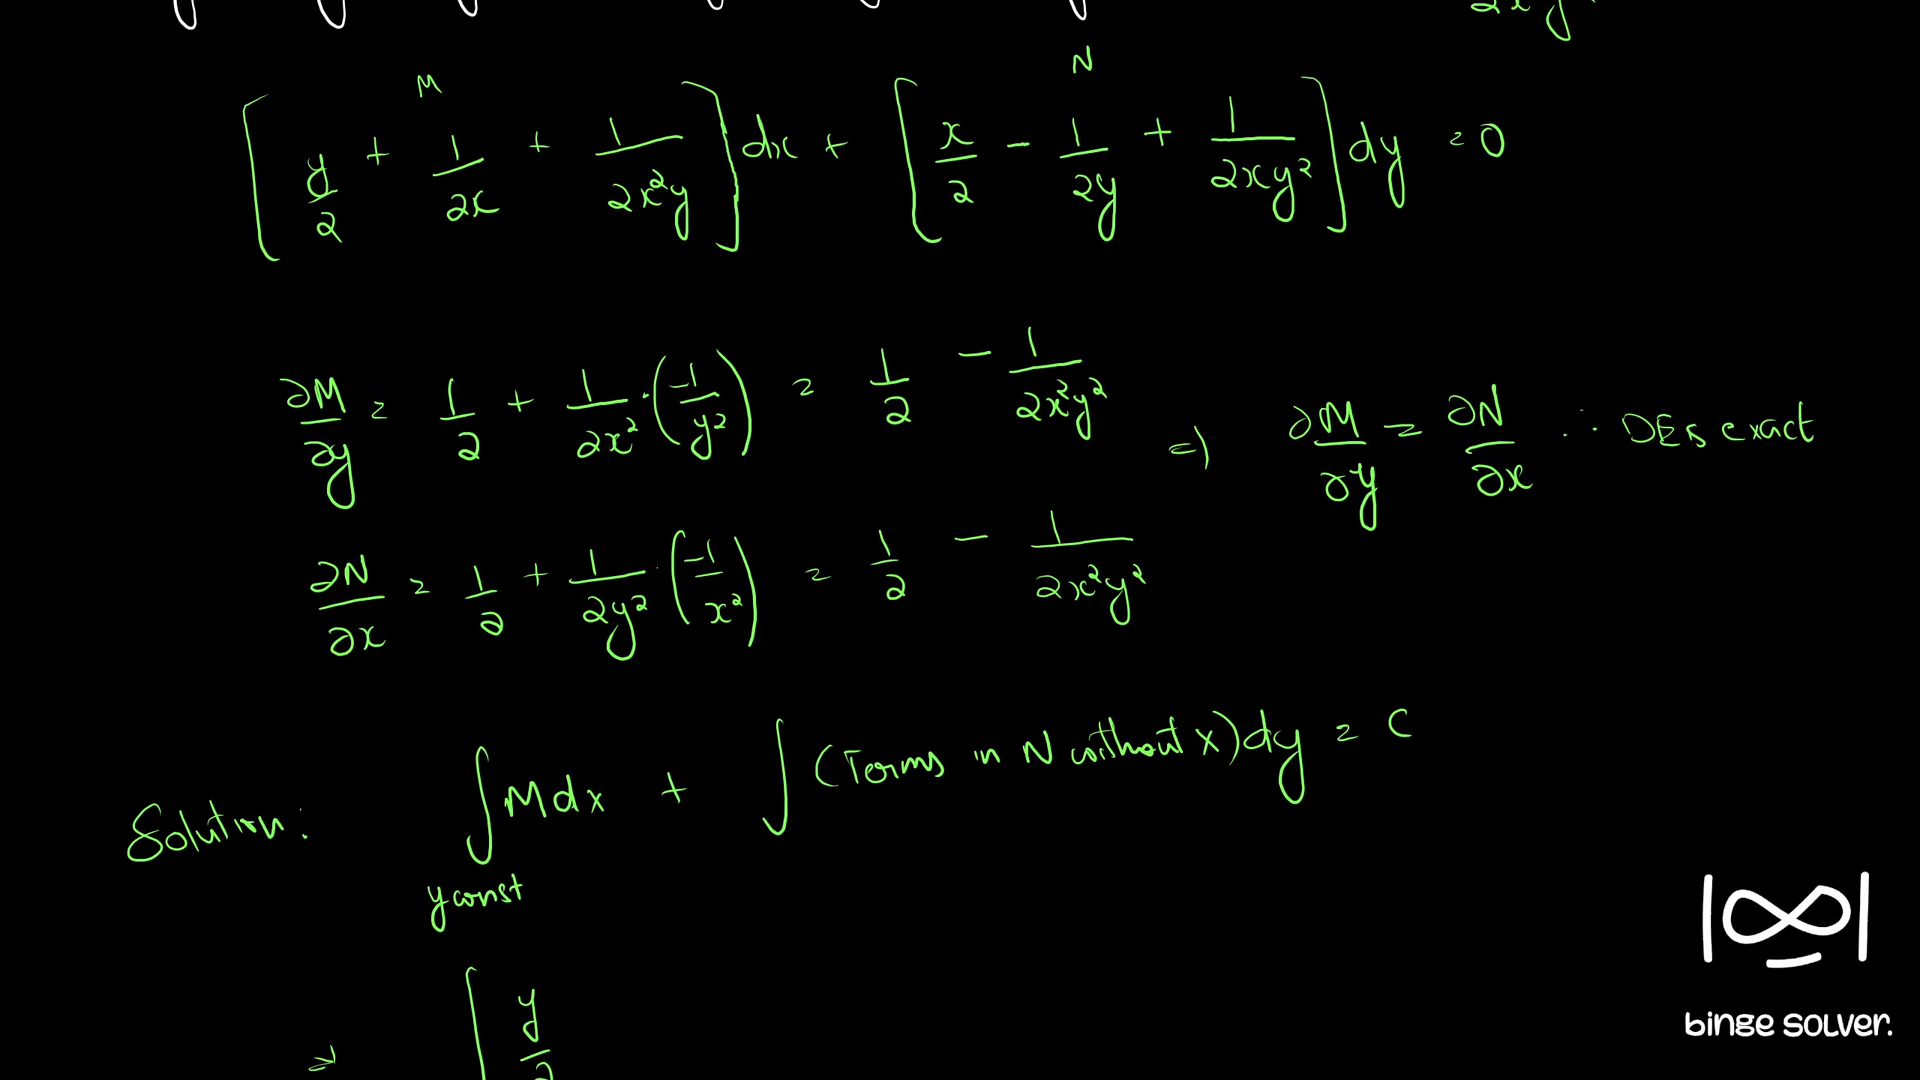 M N
[y/2 + 1/2x + 1/2x²y] dx + [x/2 - 1/2y + 1/2xy²] dy = 0
∂M/∂y = 1/2 + 1/2x² · (-1/y²) = 1/2 - 1/2x²y² ⇒ ∂M/∂y = ∂N/∂x ∴ DE is exact
∂N/∂x = 1/2 + 1/2y² · (-1/x²) = 1/2 - 1/2x²y²
Solution: ∫Mdx + ∫(Terms in N without x)dy = C
y const
⇒ ∫ y/2
binge solver.